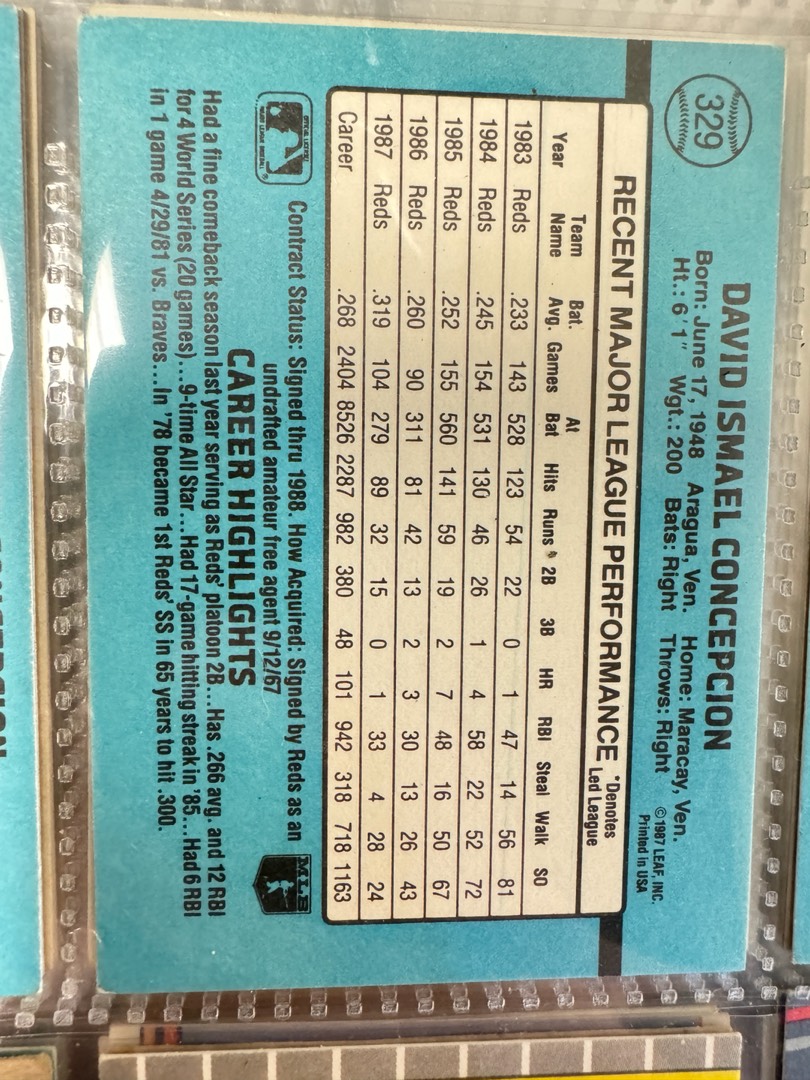 329
DAVID ISMAEL CONCEPCION
Born: June 17, 1948 Aragua, Ven. Home: Maracay, Ven.
Ht.: 6'1" Wgt.: 200 Bats: Right Throws: Right
©1987 LEAF, INC.
Printed in USA
RECENT MAJOR LEAGUE PERFORMANCE
*Denotes
Led League
Year Team Name Bat. Avg. Games At Bat Hits Runs 2B 3B HR RBI Steal Walk SO
1983 Reds .233 143 528 123 54 22 0 1 47 14 56 81
1984 Reds .245 154 531 130 46 26 1 4 58 22 52 72
1985 Reds .252 155 560 141 59 19 2 7 48 16 50 67
1986 Reds .260 90 311 81 42 13 2 3 30 13 26 43
1987 Reds .319 104 279 89 32 15 0 1 33 4 28 24
Career .268 2404 8526 2287 982 380 48 101 942 318 718 1163
Contract Status: Signed thru 1988. How Acquired: Signed by Reds as an
undrafted amateur free agent 9/12/67
MLB
CAREER HIGHLIGHTS
Had a fine comeback season last year serving as Reds' platoon 2B...Has .266 avg. and 12 RBI
for 4 World Series (20 games)...9-time All Star...Had 17-game hitting streak in '85...Had 6 RBI
in 1 game 4/29/81 vs. Braves...In '78 became 1st Reds' SS in 65 years to hit .300.